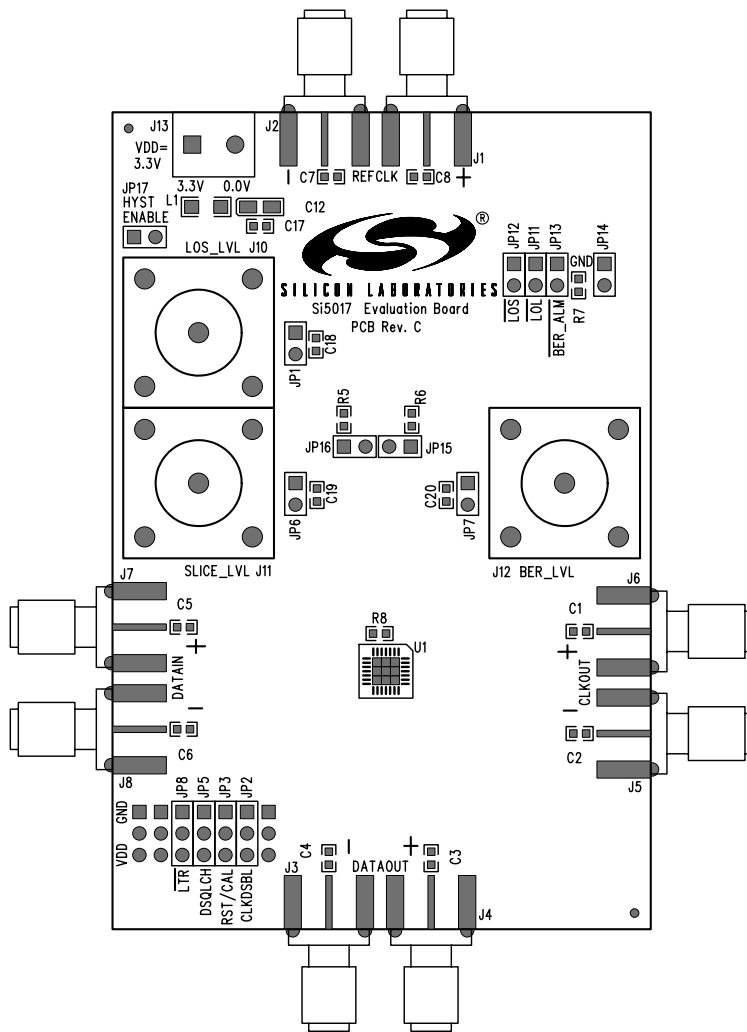 J13
J2
J1
VDD=
3.3V
C7
REFCLK
C8
–
+
JP17
HYST
ENABLE
L1
3.3V
0.0V
C12
C17
®
LOS_LVL J10
SILICON LABORATORIES
Si5017 Evaluation Board
PCB Rev. C
JP12
JP11
JP13
GND
JP14
LOS
LOL
BER_ALM
R7
JP1
C18
R5
R6
JP16
JP15
JP6
C19
C20
JP7
SLICE_LVL J11
J12 BER_LVL
J7
J6
C5
+
DATAIN
–
C6
J8
R8
U1
C1
+
CLKOUT
–
C2
J5
GND
VDD
JP8
JP5
JP3
JP2
LTR
DSQLCH
RST/CAL
CLKDSBL
C4
–
+
C3
J3
DATAOUT
J4